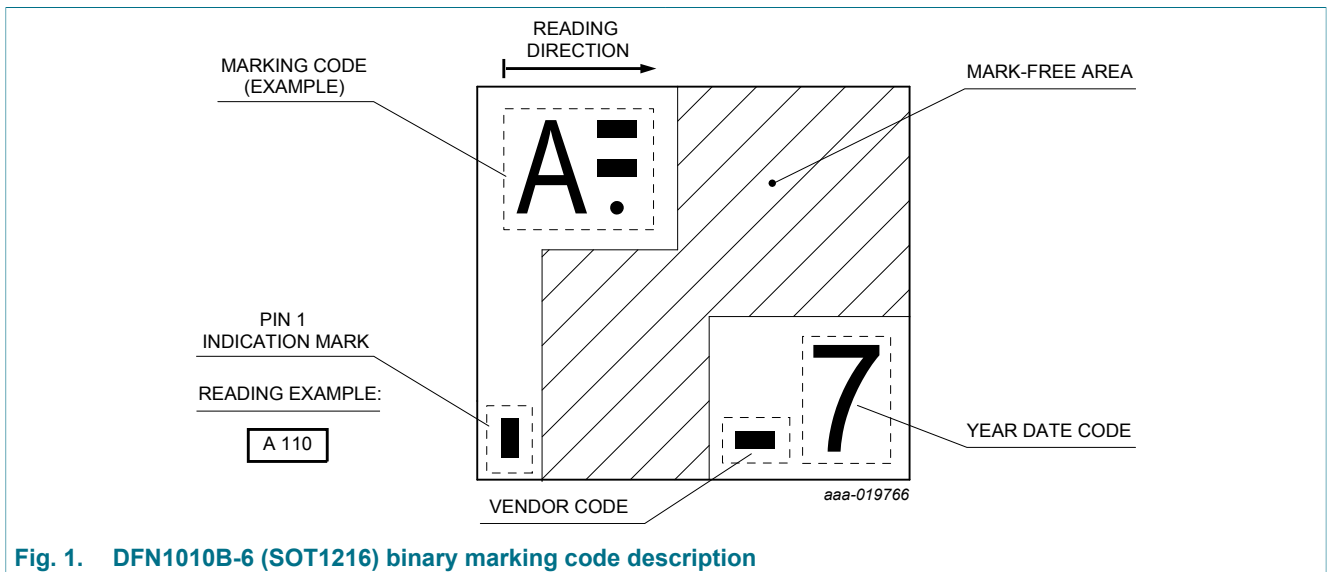 READING
DIRECTION
MARKING CODE
(EXAMPLE)
MARK-FREE AREA
A
PIN 1
INDICATION MARK
READING EXAMPLE:
A 110
7
YEAR DATE CODE
VENDOR CODE
aaa-019766
Fig. 1. DFN1010B-6 (SOT1216) binary marking code description